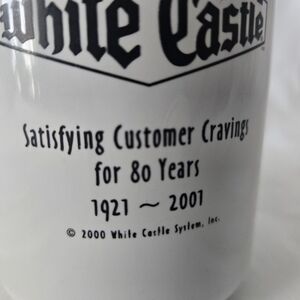 White Castle
Satisfying Customer Cravings
for 80 Years
1921 ~ 2001
© 2000 White Castle System, Inc.